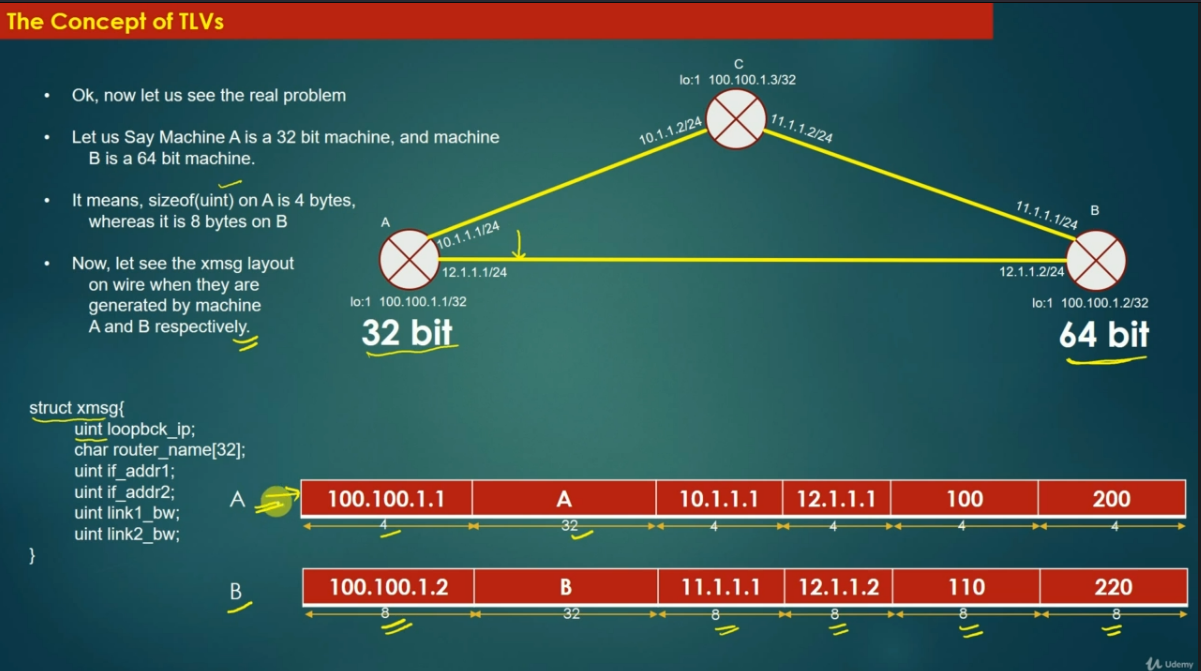 The Concept of TLVs
• Ok, now let us see the real problem
• Let us Say Machine A is a 32 bit machine, and machine
B is a 64 bit machine.
• It means, sizeof(uint) on A is 4 bytes,
whereas it is 8 bytes on B
• Now, let see the xmsg layout
on wire when they are
generated by machine
A and B respectively.
C
lo:1 100.100.1.3/32
10.1.1.2/24
11.1.1.2/24
A
10.1.1.1/24
12.1.1.1/24
lo:1 100.100.1.1/32
32 bit
11.1.1.1/24
B
12.1.1.2/24
lo:1 100.100.1.2/32
64 bit
struct xmsg{
uint loopbck_ip;
char router_name[32];
uint if_addr1;
uint if_addr2;
uint link1_bw;
uint link2_bw;
}
A 100.100.1.1 A 10.1.1.1 12.1.1.1 100 200
4 32 4 4 4 4
B 100.100.1.2 B 11.1.1.1 12.1.1.2 110 220
8 32 8 8 8 8
Udemy